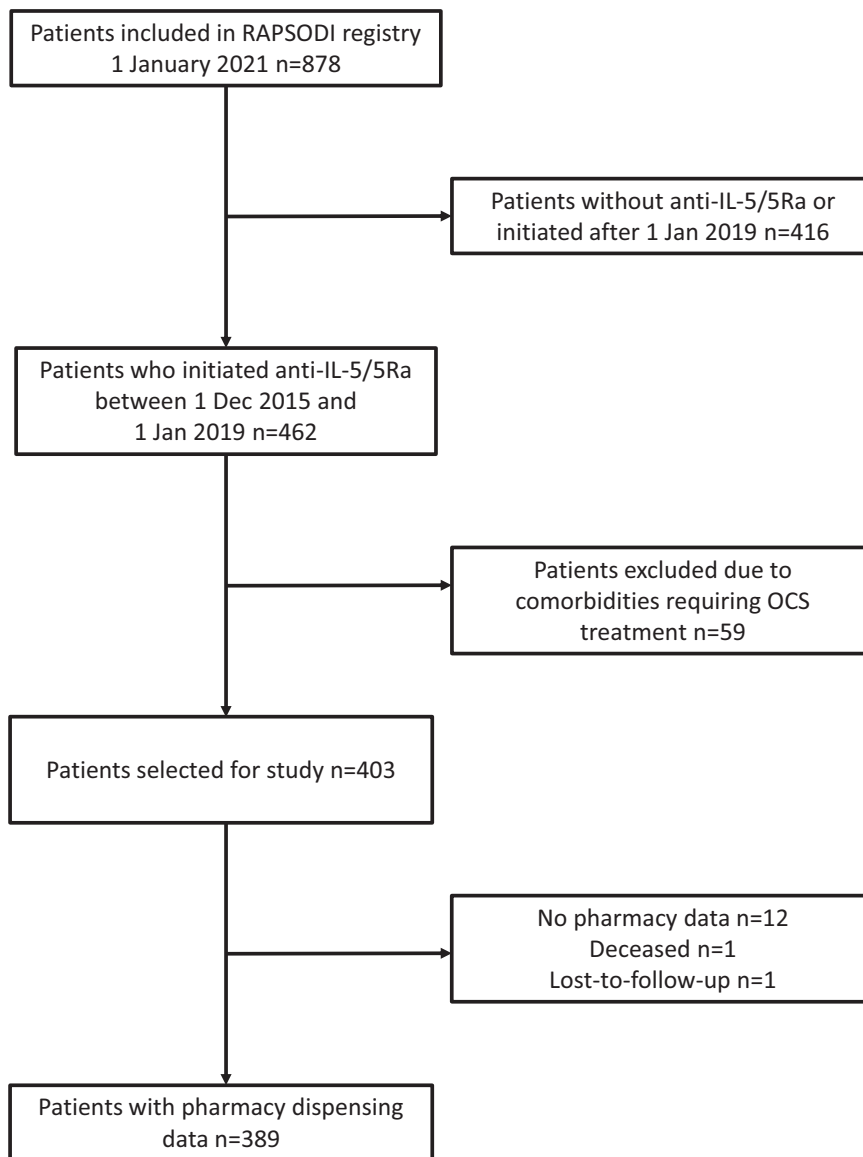 Patients included in RAPSODI registry
1 January 2021 n=878
Patients without anti-IL-5/5Ra or
initiated after 1 Jan 2019 n=416
Patients who initiated anti-IL-5/5Ra
between 1 Dec 2015 and
1 Jan 2019 n=462
Patients excluded due to
comorbidities requiring OCS
treatment n=59
Patients selected for study n=403
No pharmacy data n=12
Deceased n=1
Lost-to-follow-up n=1
Patients with pharmacy dispensing
data n=389